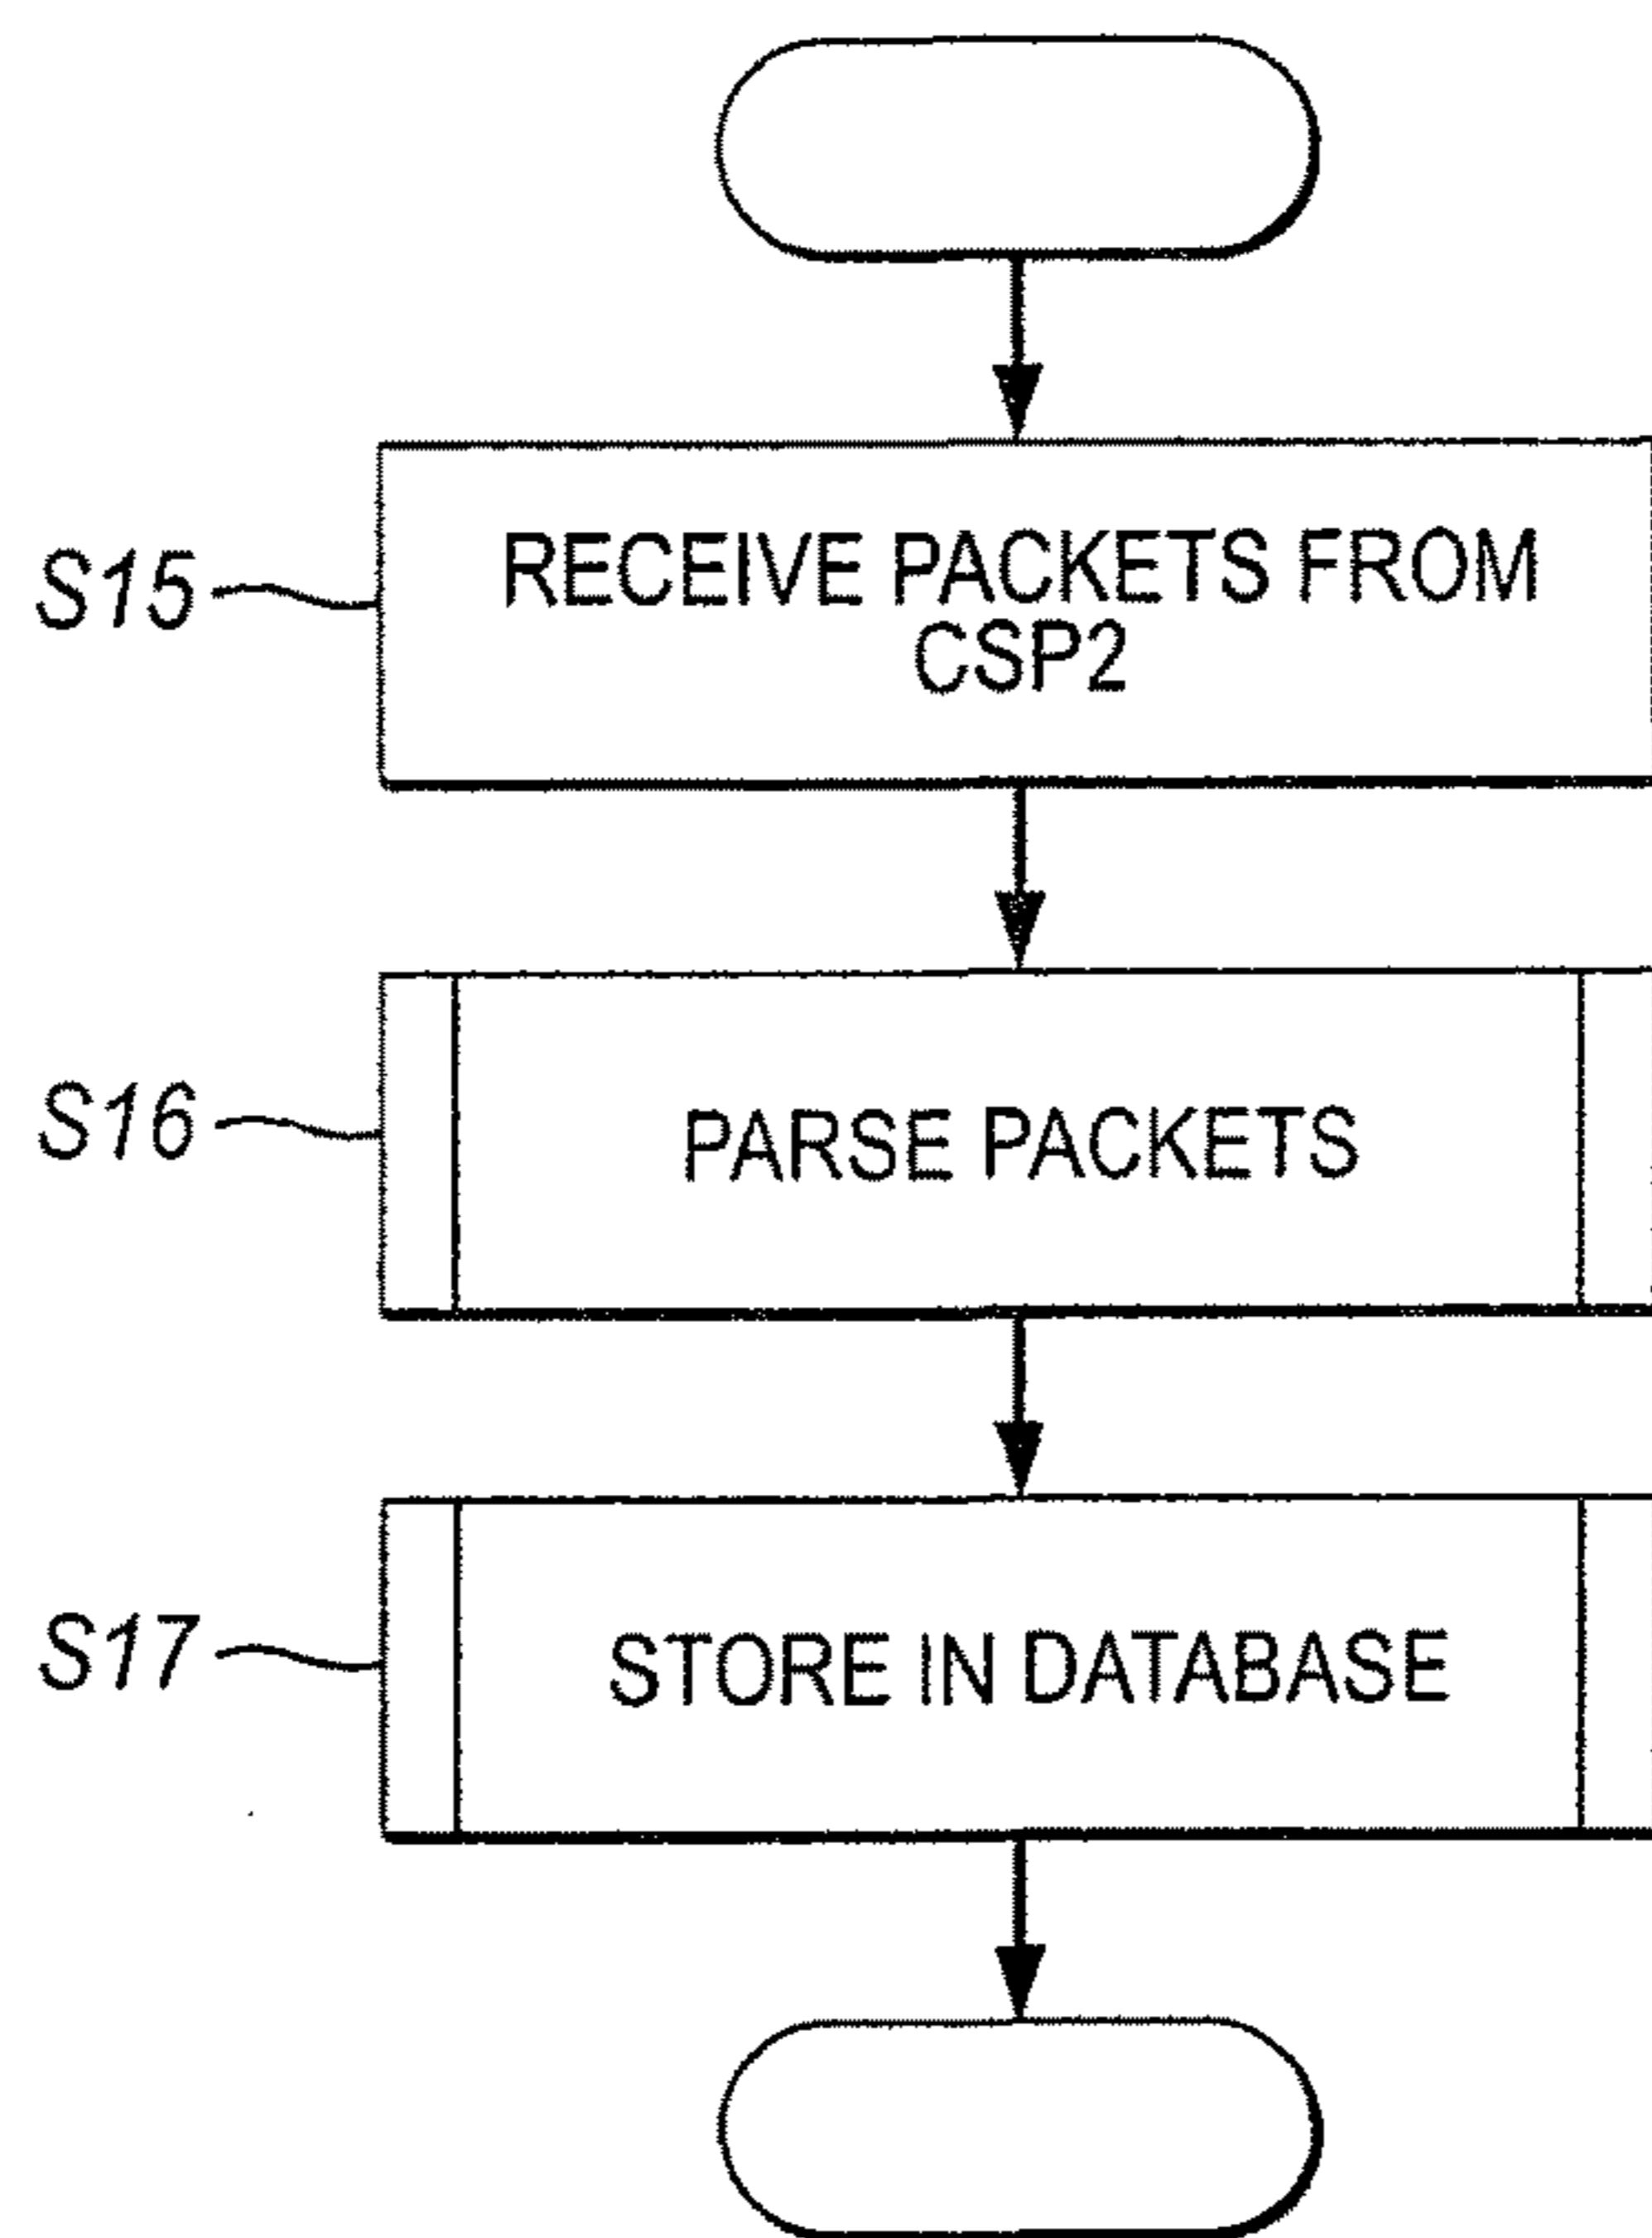 S15
RECEIVE PACKETS FROM
CSP2
S16
PARSE PACKETS
S17
STORE IN DATABASE